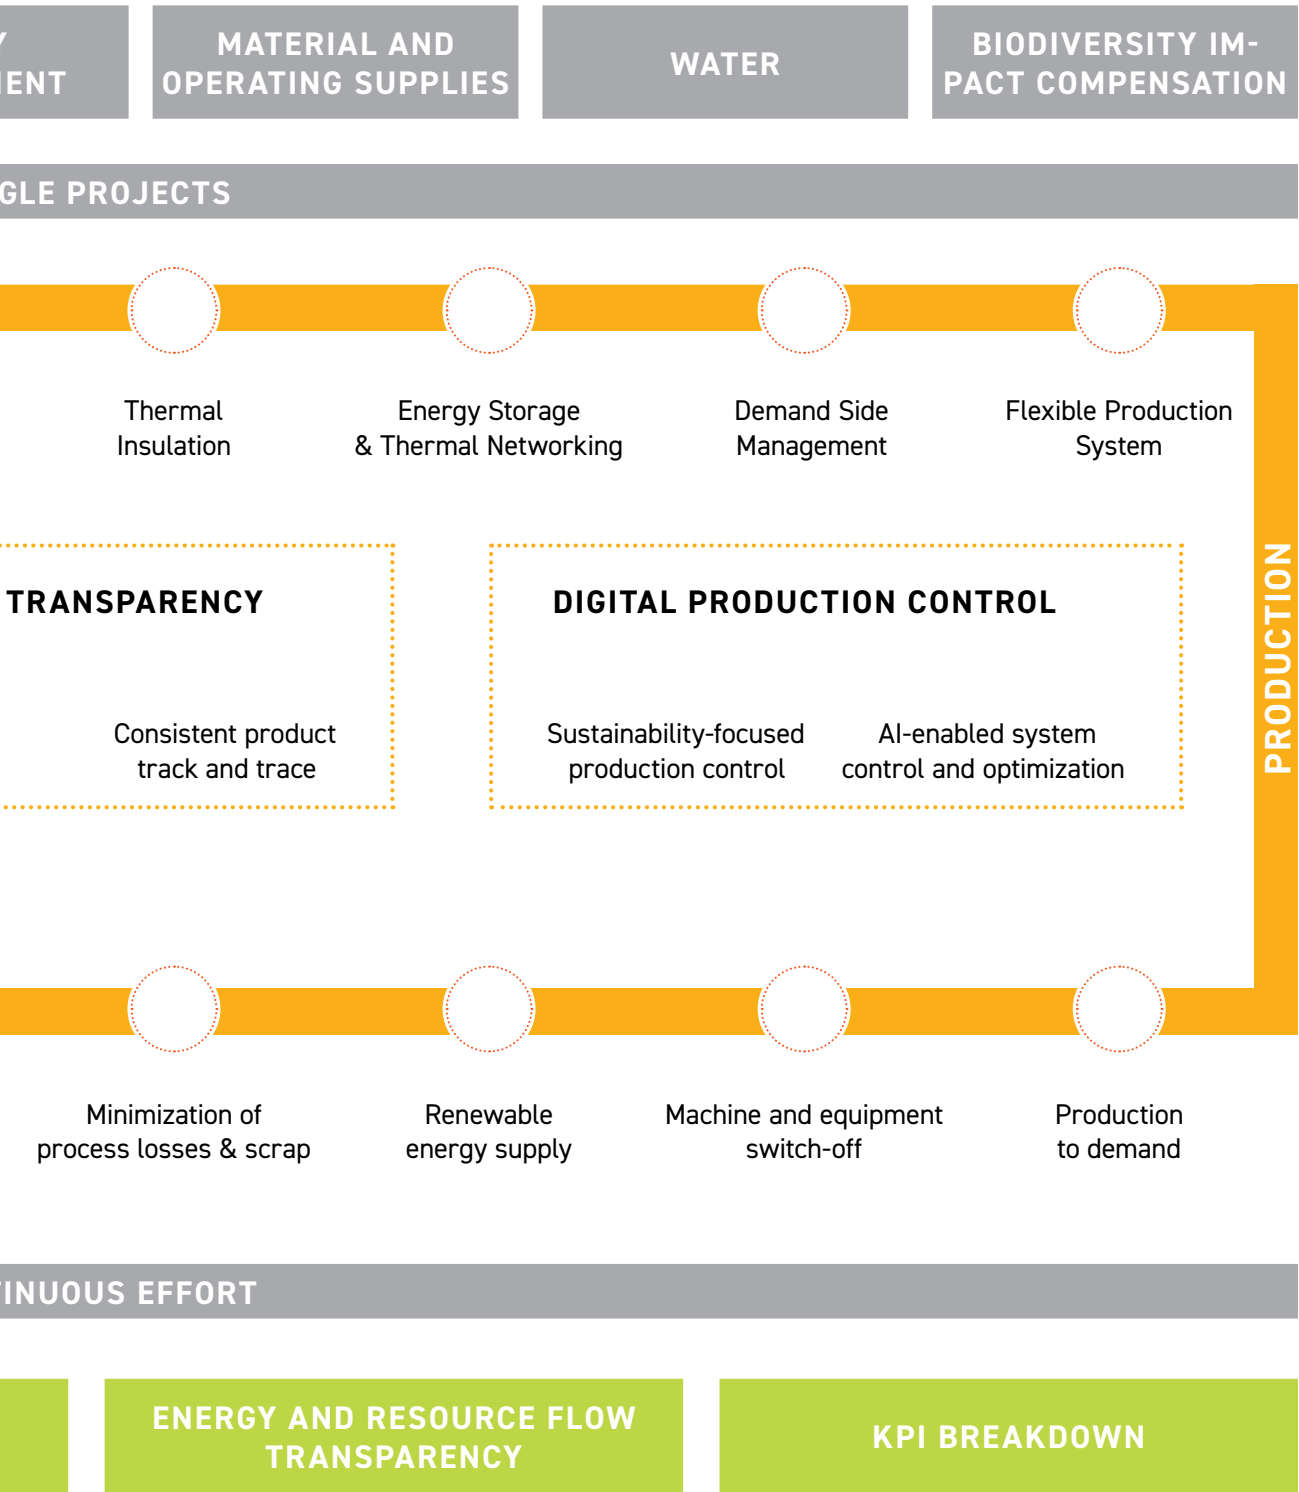 Y
MENT
MATERIAL AND
OPERATING SUPPLIES
WATER
BIODIVERSITY IM-
PACT COMPENSATION
GLE PROJECTS
Thermal
Insulation
Energy Storage
& Thermal Networking
Demand Side
Management
Flexible Production
System
TRANSPARENCY
Consistent product
track and trace
DIGITAL PRODUCTION CONTROL
Sustainability-focused
production control
AI-enabled system
control and optimization
PRODUCTION
Minimization of
process losses & scrap
Renewable
energy supply
Machine and equipment
switch-off
Production
to demand
TINUOUS EFFORT
ENERGY AND RESOURCE FLOW
TRANSPARENCY
KPI BREAKDOWN